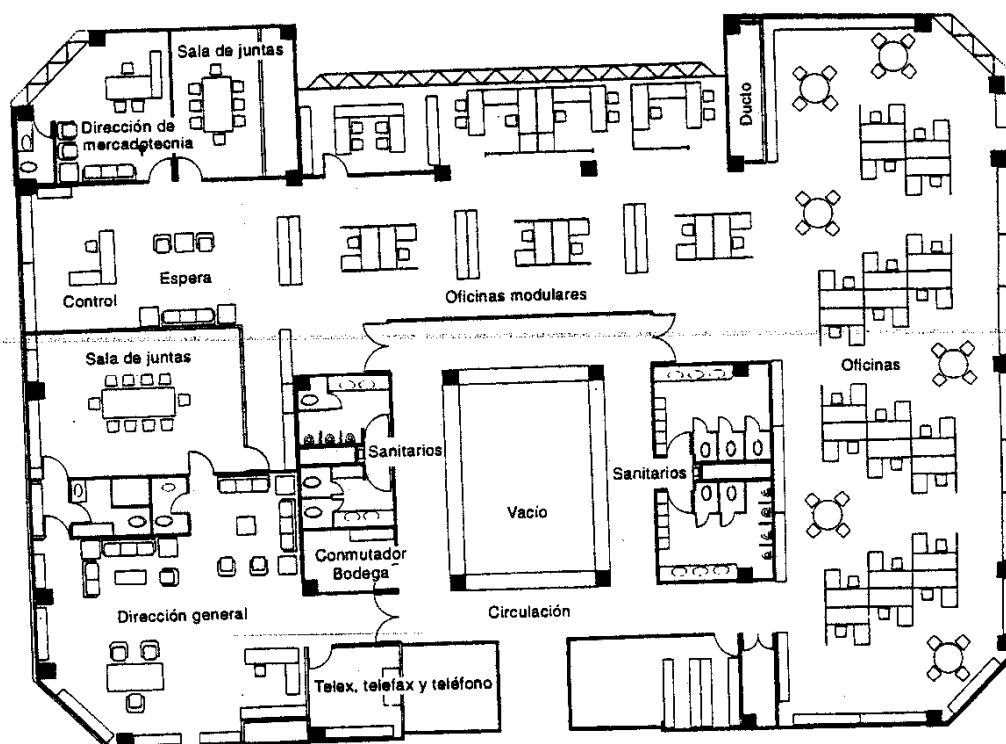 Sala de juntas
Ducto
Dirección de
mercadotecnia
Espera
Control
Oficinas modulares
Sala de juntas
Oficinas
Sanitarios
Sanitarios
Vacío
Conmutador
Bodega
Dirección general
Circulación
Telex, telefax y teléfono